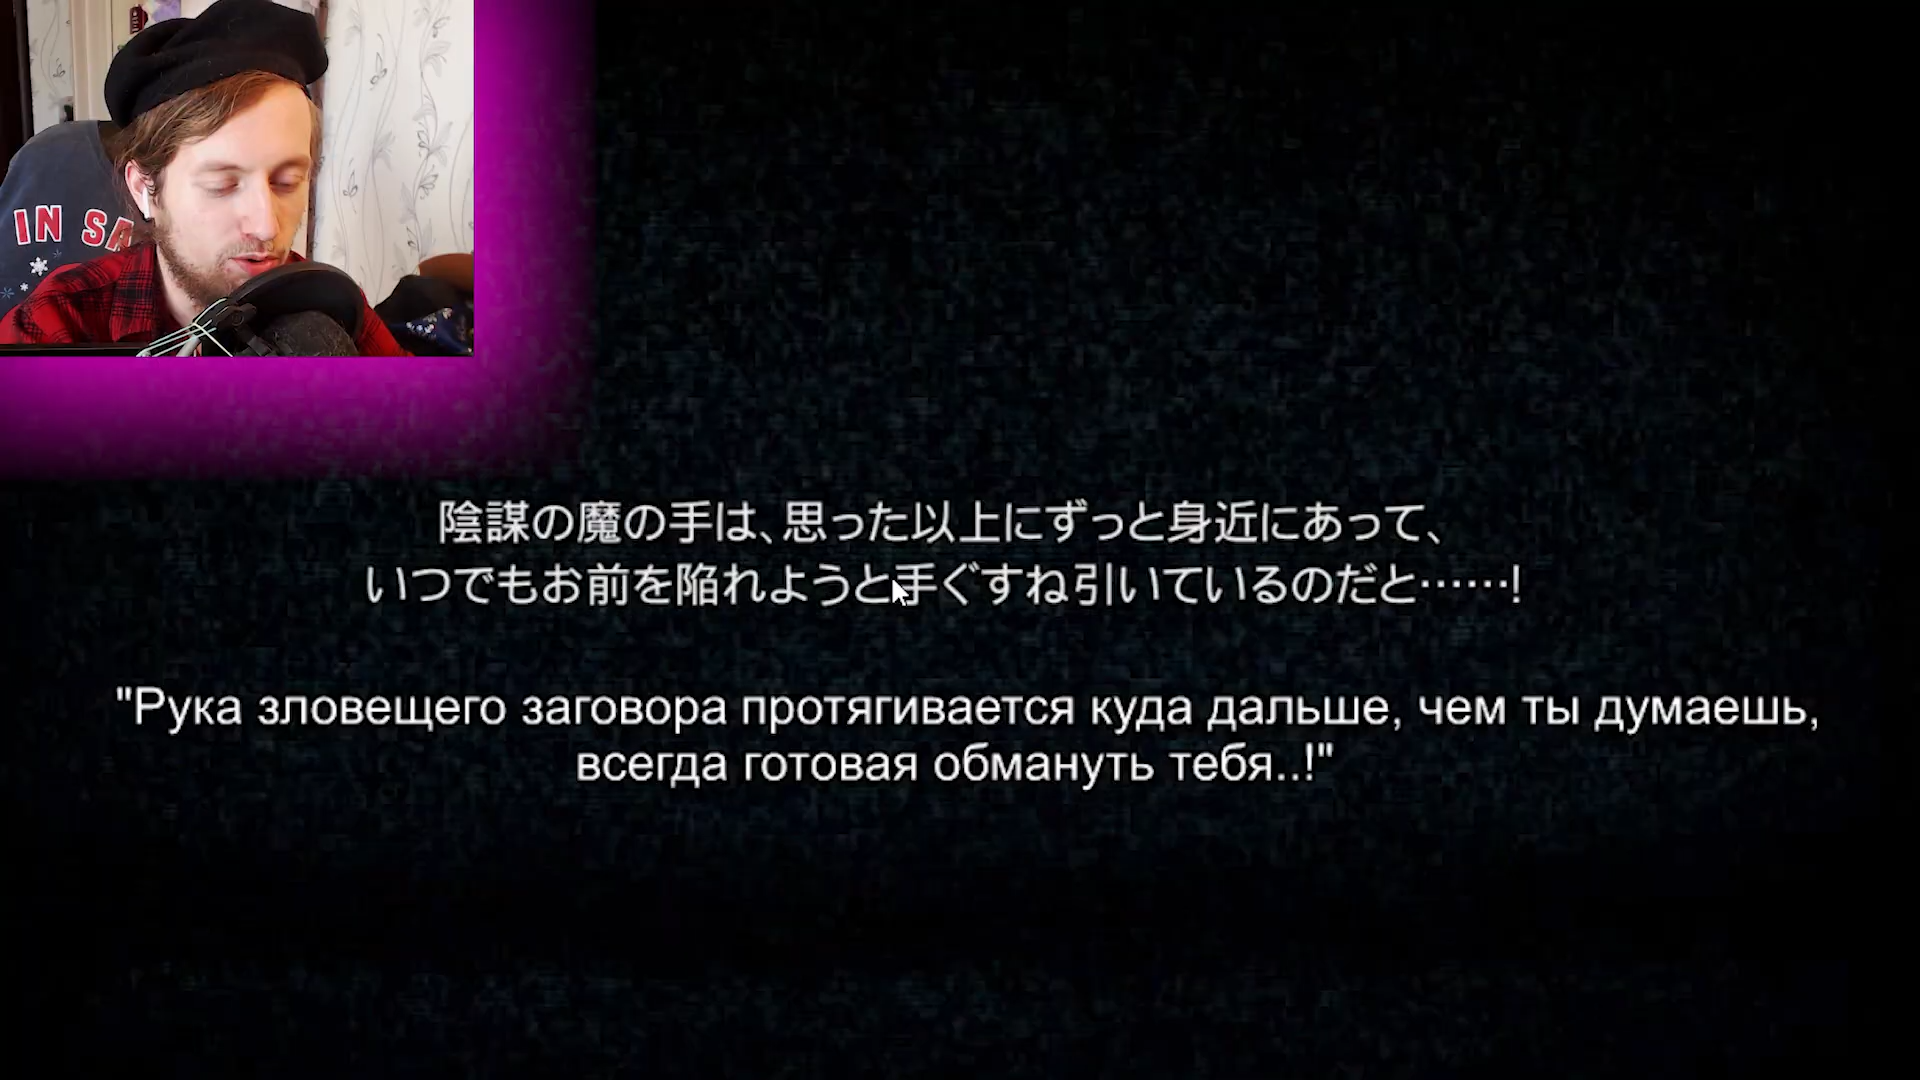 IN SA
陰謀の魔の手は、思った以上にずっと身近にあって、
いつでもお前を陥れようと手ぐすね引いているのだと……!
"Рука зловещего заговора протягивается куда дальше, чем ты думаешь,
всегда готовая обмануть тебя..!"